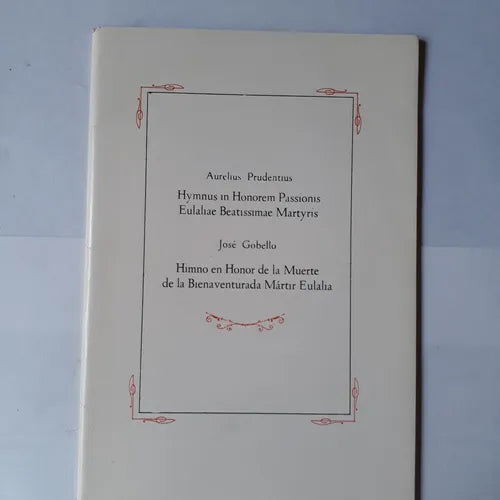 Aurelius Prudentius
Hymnus in Honorem Passionis
Eulaliae Beatissimae Martyris
José Gobello
Himno en Honor de la Muerte
de la Bienaventurada Mártir Eulalia